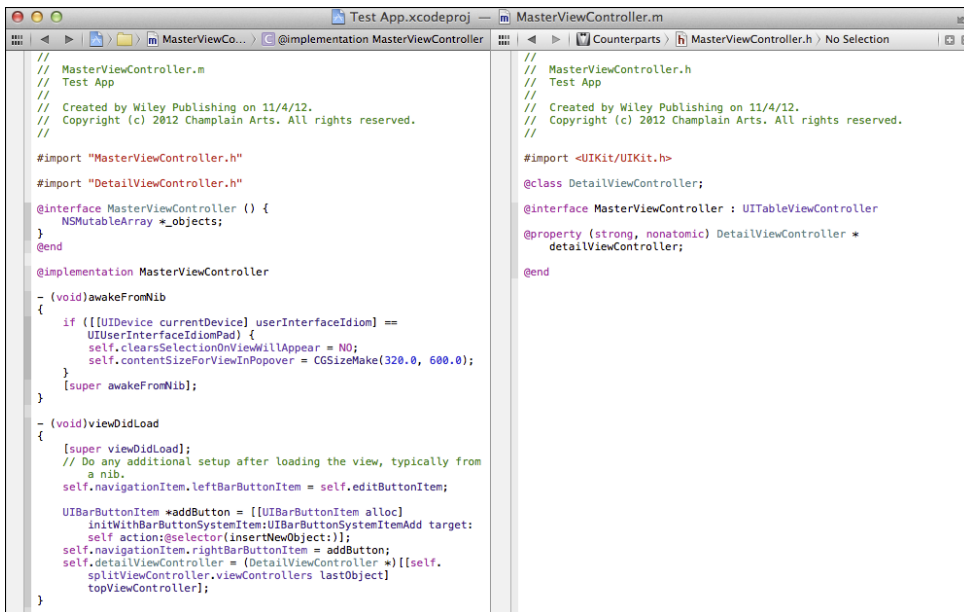 Test App.xcodeproj — MasterViewController.m
MasterViewCo... @implementation MasterViewController
//
//  MasterViewController.m
//  Test App
//
//  Created by Wiley Publishing on 11/4/12.
//  Copyright (c) 2012 Champlain Arts. All rights reserved.
//
#import "MasterViewController.h"
#import "DetailViewController.h"
@interface MasterViewController () {
    NSMutableArray *_objects;
}
@end
@implementation MasterViewController
- (void)awakeFromNib
{
    if ([[UIDevice currentDevice] userInterfaceIdiom] ==
        UIUserInterfaceIdiomPad) {
        self.clearsSelectionOnViewWillAppear = NO;
        self.contentSizeForViewInPopover = CGSizeMake(320.0, 600.0);
    }
    [super awakeFromNib];
}
- (void)viewDidLoad
{
    [super viewDidLoad];
    // Do any additional setup after loading the view, typically from
        a nib.
    self.navigationItem.leftBarButtonItem = self.editButtonItem;
    UIBarButtonItem *addButton = [[UIBarButtonItem alloc]
        initWithBarButtonSystemItem:UIBarButtonSystemItemAdd target:
        self action:@selector(insertNewObject:)];
    self.navigationItem.rightBarButtonItem = addButton;
    self.detailViewController = (DetailViewController *)[[self.
        splitViewController.viewControllers lastObject]
        topViewController];
}
Counterparts MasterViewController.h No Selection
//
//  MasterViewController.h
//  Test App
//
//  Created by Wiley Publishing on 11/4/12.
//  Copyright (c) 2012 Champlain Arts. All rights reserved.
//
#import <UIKit/UIKit.h>
@class DetailViewController;
@interface MasterViewController : UITableViewController
@property (strong, nonatomic) DetailViewController *
    detailViewController;
@end